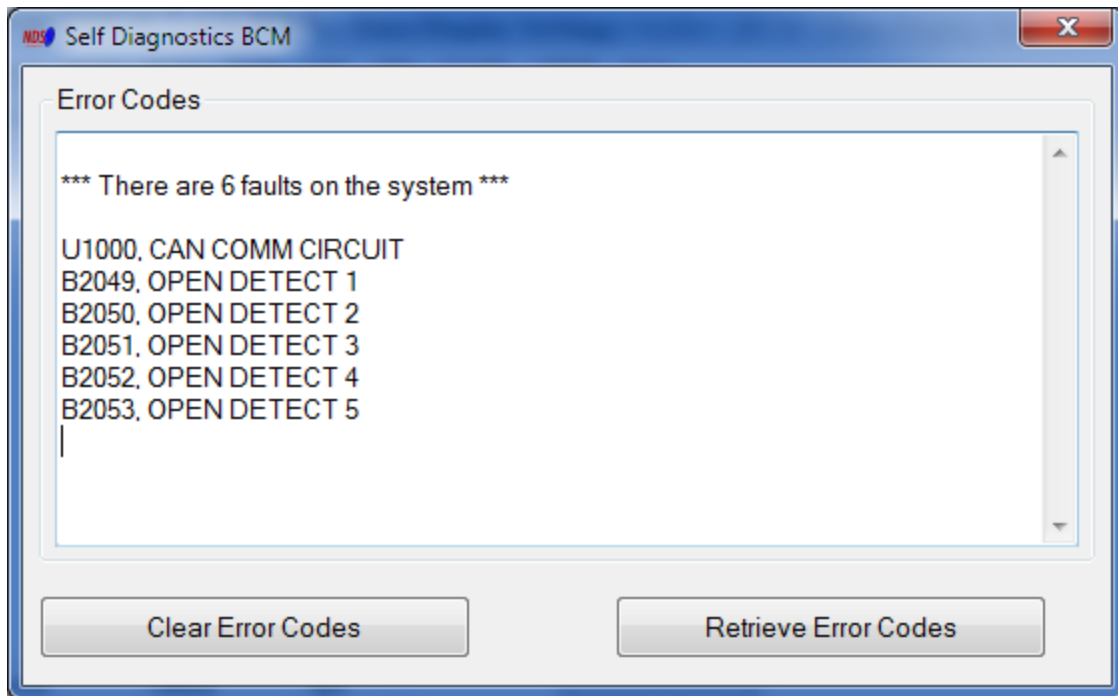 NDS Self Diagnostics BCM
Error Codes
*** There are 6 faults on the system ***
U1000, CAN COMM CIRCUIT
B2049, OPEN DETECT 1
B2050, OPEN DETECT 2
B2051, OPEN DETECT 3
B2052, OPEN DETECT 4
B2053, OPEN DETECT 5
Clear Error Codes
Retrieve Error Codes